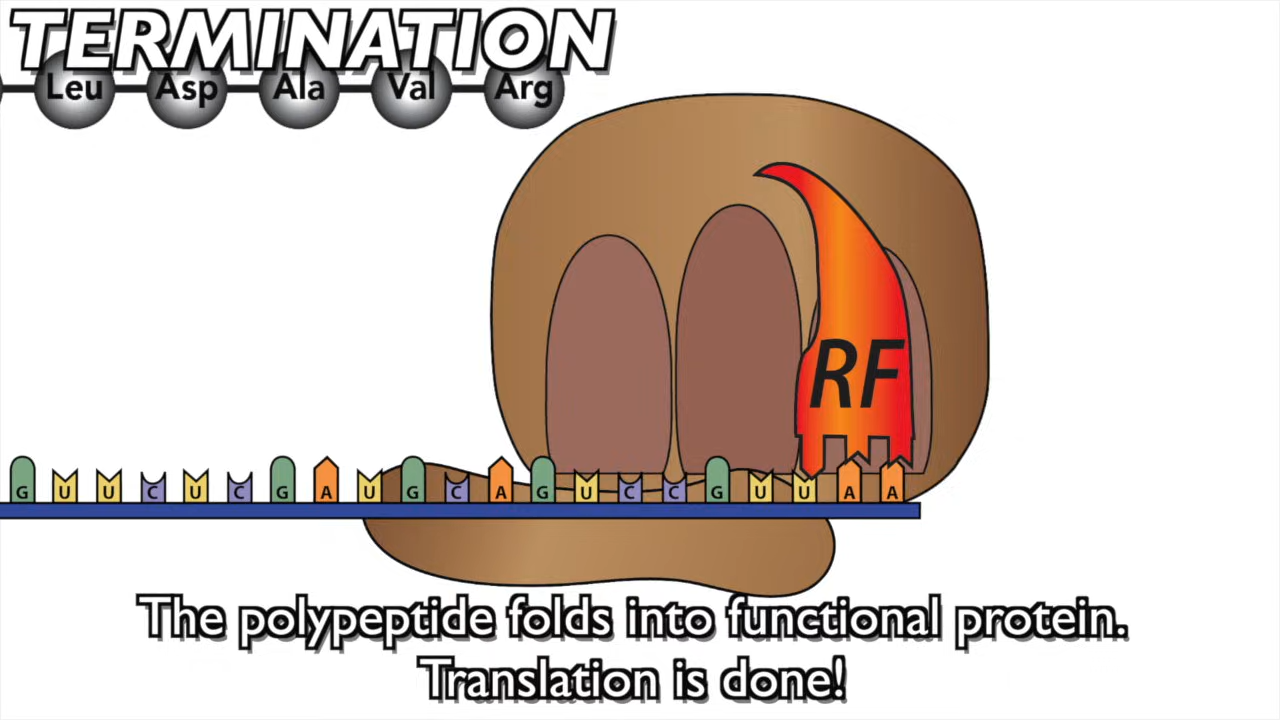 TERMINATION
Leu Asp Ala Val Arg
RF
G U U C U C G A U G C A G U C C G U U A A
The polypeptide folds into functional protein.
Translation is done!